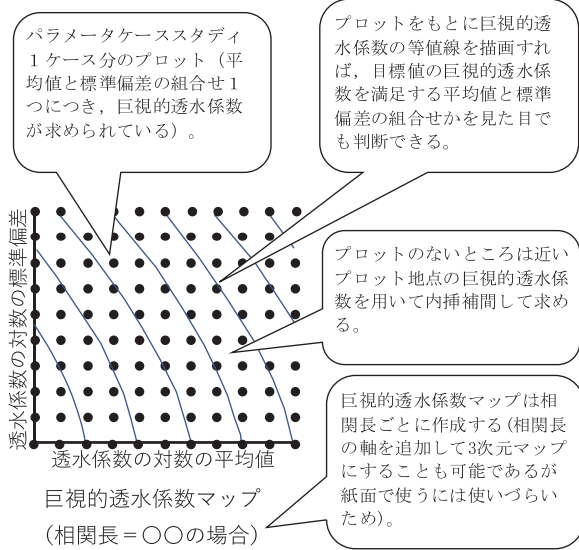 パラメータケーススタディ
1ケース分のプロット（平
均値と標準偏差の組合せ1
つにつき，巨視的透水係数
が求められている）。
プロットをもとに巨視的透
水係数の等値線を描画すれ
ば，目標値の巨視的透水係
数を満足する平均値と標準
偏差の組合せかを見た目で
も判断できる。
プロットのないところは近い
プロット地点の巨視的透水係
数を用いて内挿補間して求め
る。
巨視的透水係数マップは相
関長ごとに作成する(相関長
の軸を追加して3次元マップ
にすることも可能であるが
紙面で使うには使いづらい
ため)。
透水係数の対数の標準偏差
透水係数の対数の平均値
巨視的透水係数マップ
(相関長＝〇〇の場合)